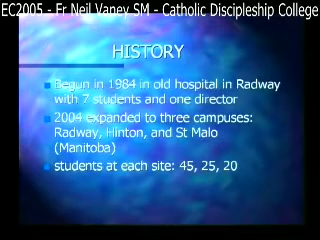 EC2005 - Fr Neil Vaney SM - Catholic Discipleship College
HISTORY
Begun in 1984 in old hospital in Radway
with 7 students and one director
2004 expanded to three campuses:
Radway, Hinton, and St Malo
(Manitoba)
students at each site: 45, 25, 20